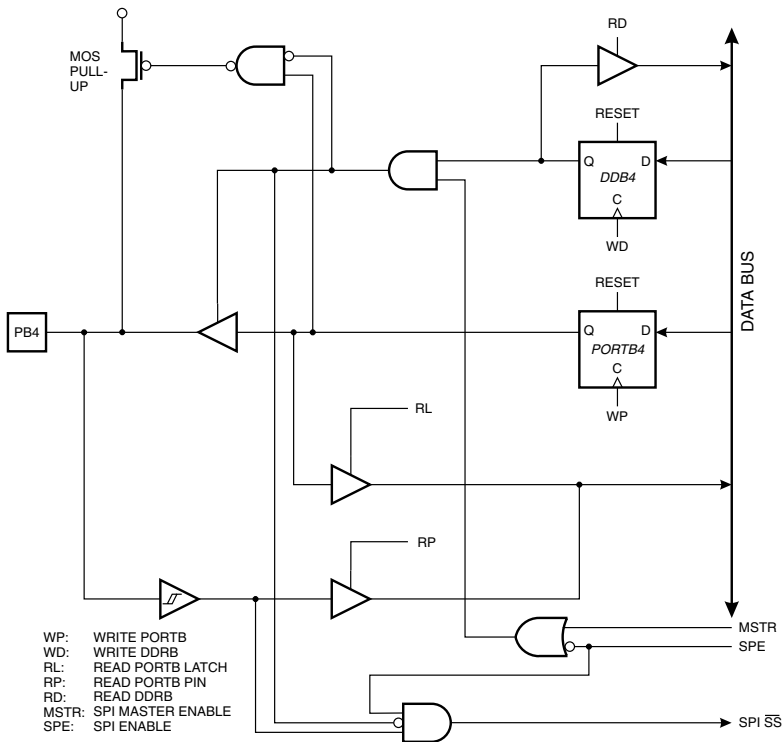 RD
MOS
PULL-
UP
RESET
Q D
DDB4
C
WD
DATA BUS
RESET
PB4
Q D
PORTB4
C
WP
RL
RP
WP: WRITE PORTB
WD: WRITE DDRB
RL: READ PORTB LATCH
RP: READ PORTB PIN
RD: READ DDRB
MSTR: SPI MASTER ENABLE
SPE: SPI ENABLE
MSTR
SPE
SPI S̅S̅